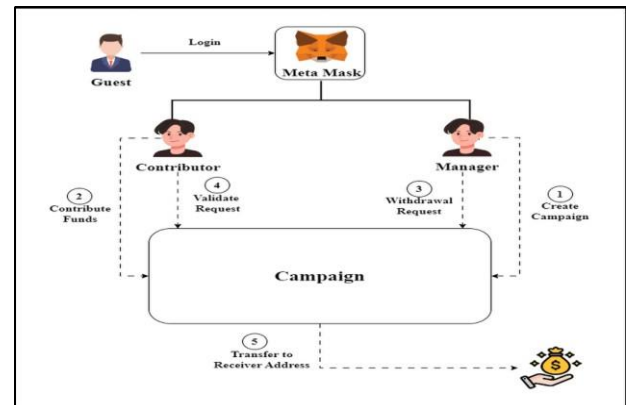 Login
Guest
Meta Mask
Contributor
Manager
2
Contribute
Funds
4
Validate
Request
3
Withdrawal
Request
1
Create
Campaign
Campaign
5
Transfer to
Receiver Address
$